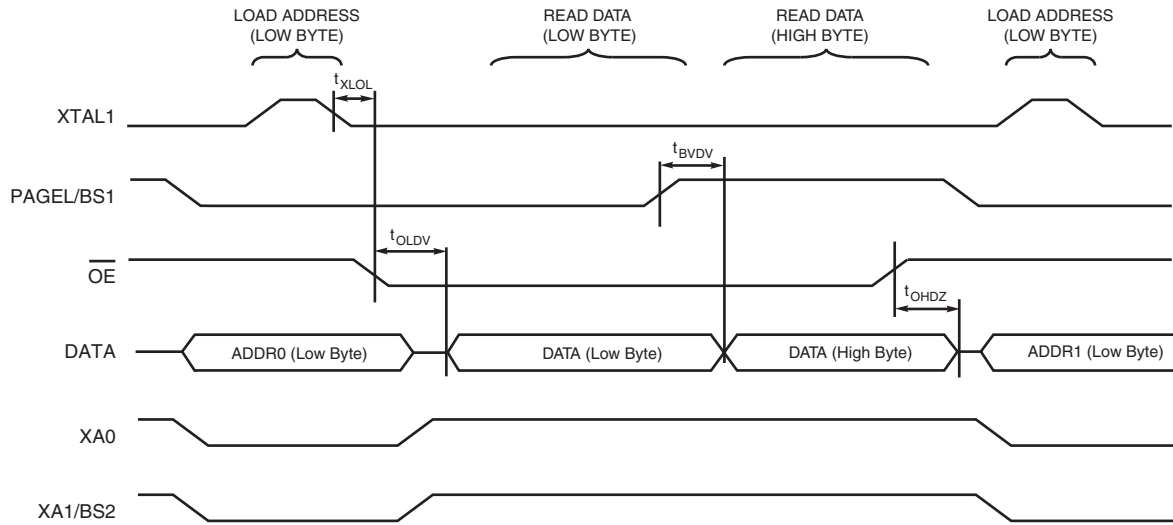 LOAD ADDRESS
(LOW BYTE)
READ DATA
(LOW BYTE)
READ DATA
(HIGH BYTE)
LOAD ADDRESS
(LOW BYTE)
tXLOL
XTAL1
tBVDV
PAGEL/BS1
tOLDV
OE
tOHDZ
DATA
ADDR0 (Low Byte)
DATA (Low Byte)
DATA (High Byte)
ADDR1 (Low Byte)
XA0
XA1/BS2